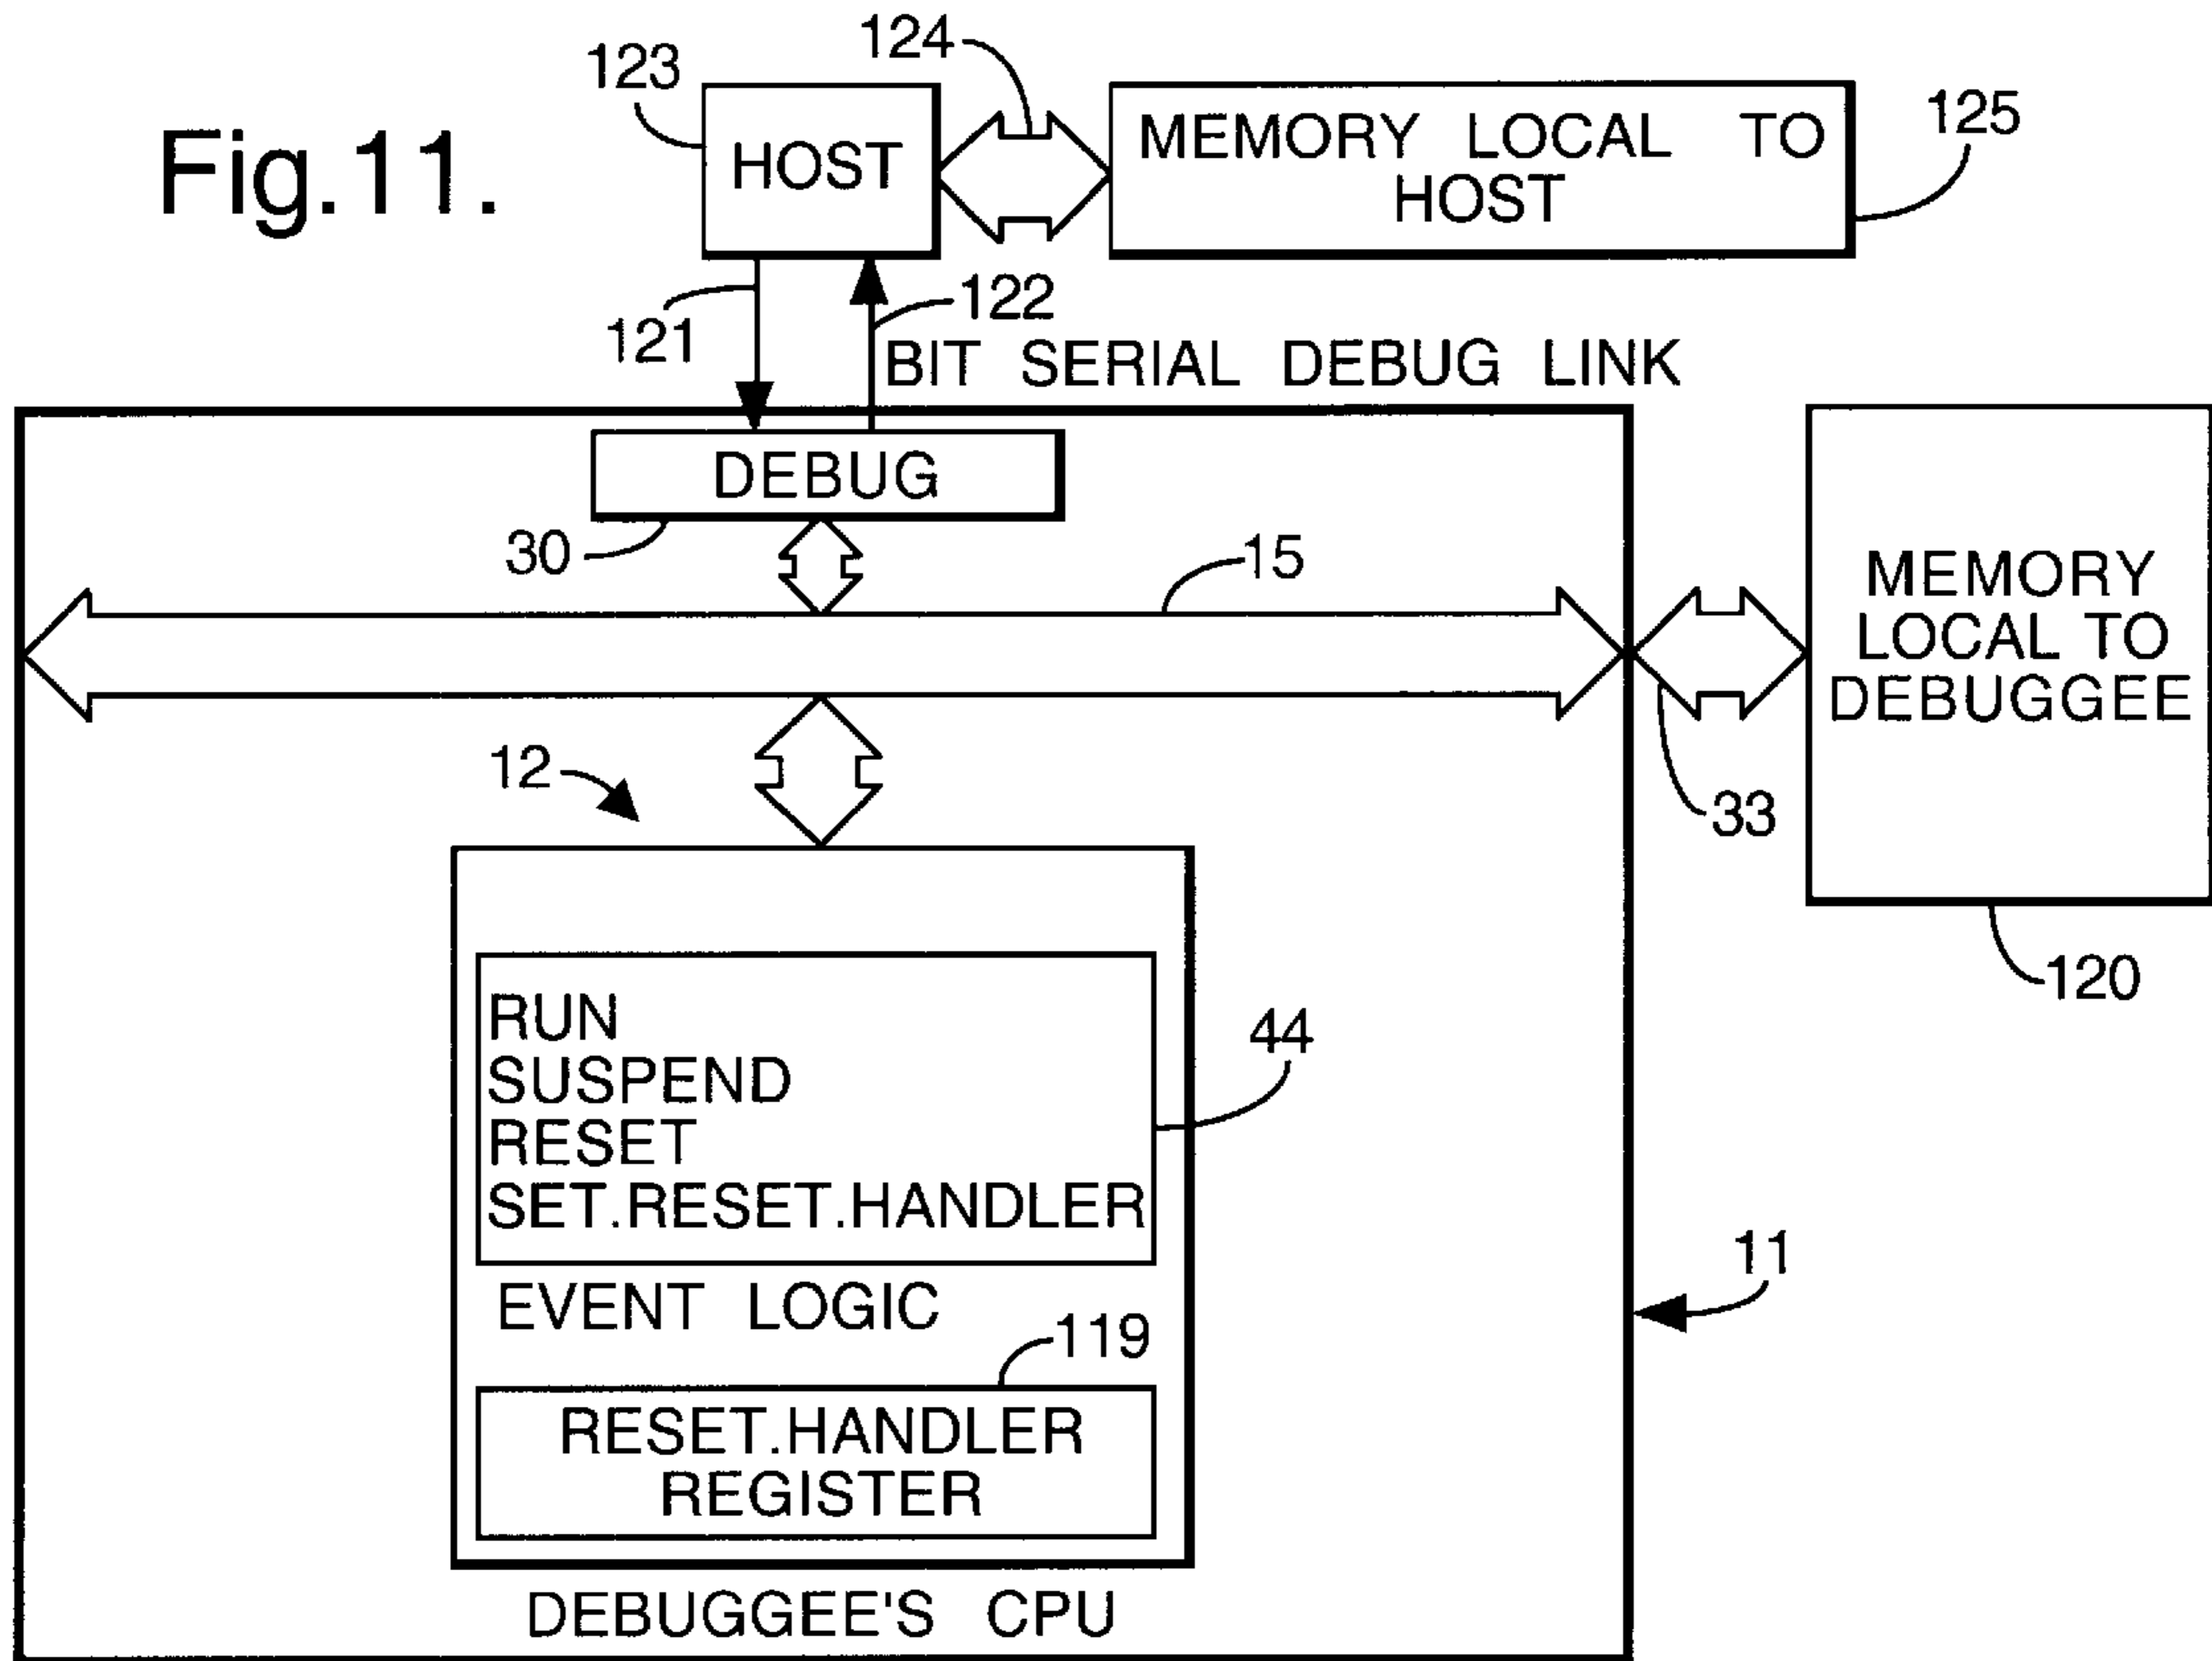 Fig.11.
123
HOST
124
MEMORY LOCAL TO
HOST
125
121
122
BIT SERIAL DEBUG LINK
DEBUG
30
15
MEMORY
LOCAL TO
DEBUGGEE
33
120
12
RUN
SUSPEND
RESET
SET.RESET.HANDLER
44
EVENT LOGIC
119
RESET.HANDLER
REGISTER
11
DEBUGGEE'S CPU